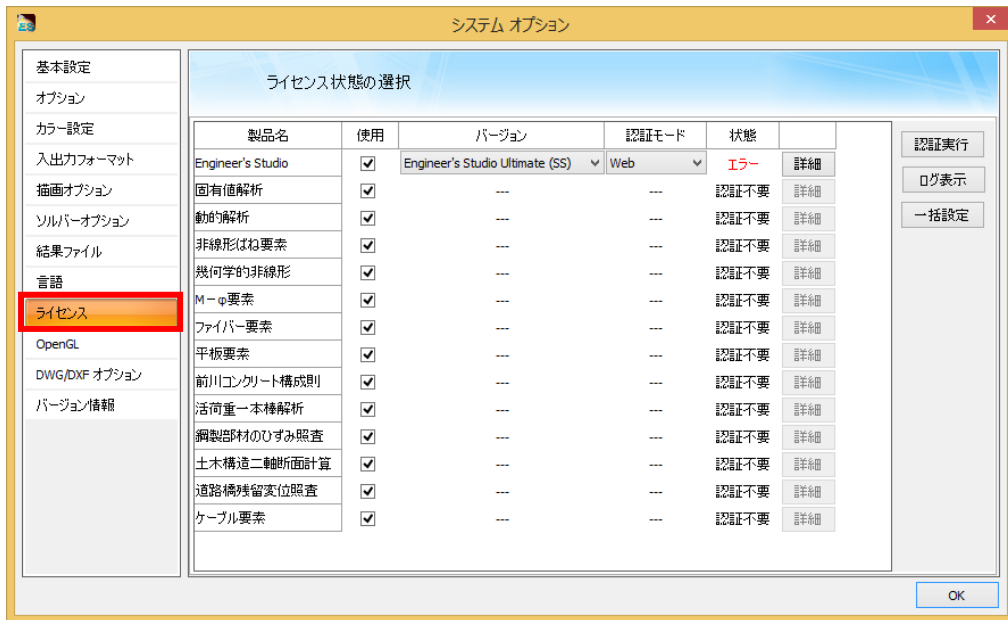 システム オプション
基本設定
オプション
カラー設定
入出力フォーマット
描画オプション
ソルバーオプション
結果ファイル
言語
ライセンス
OpenGL
DWG/DXF オプション
バージョン情報
ライセンス状態の選択
製品名 使用 バージョン 認証モード 状態
Engineer's Studio Engineer's Studio Ultimate (SS) Web エラー 詳細
固有値解析 --- --- 認証不要 詳細
動的解析 --- --- 認証不要 詳細
非線形ばね要素 --- --- 認証不要 詳細
幾何学的非線形 --- --- 認証不要 詳細
M－φ要素 --- --- 認証不要 詳細
ファイバー要素 --- --- 認証不要 詳細
平板要素 --- --- 認証不要 詳細
前川コンクリート構成則 --- --- 認証不要 詳細
活荷重一本棒解析 --- --- 認証不要 詳細
鋼製部材のひずみ照査 --- --- 認証不要 詳細
土木構造二軸断面計算 --- --- 認証不要 詳細
道路橋残留変位照査 --- --- 認証不要 詳細
ケーブル要素 --- --- 認証不要 詳細
認証実行
ログ表示
一括設定
OK